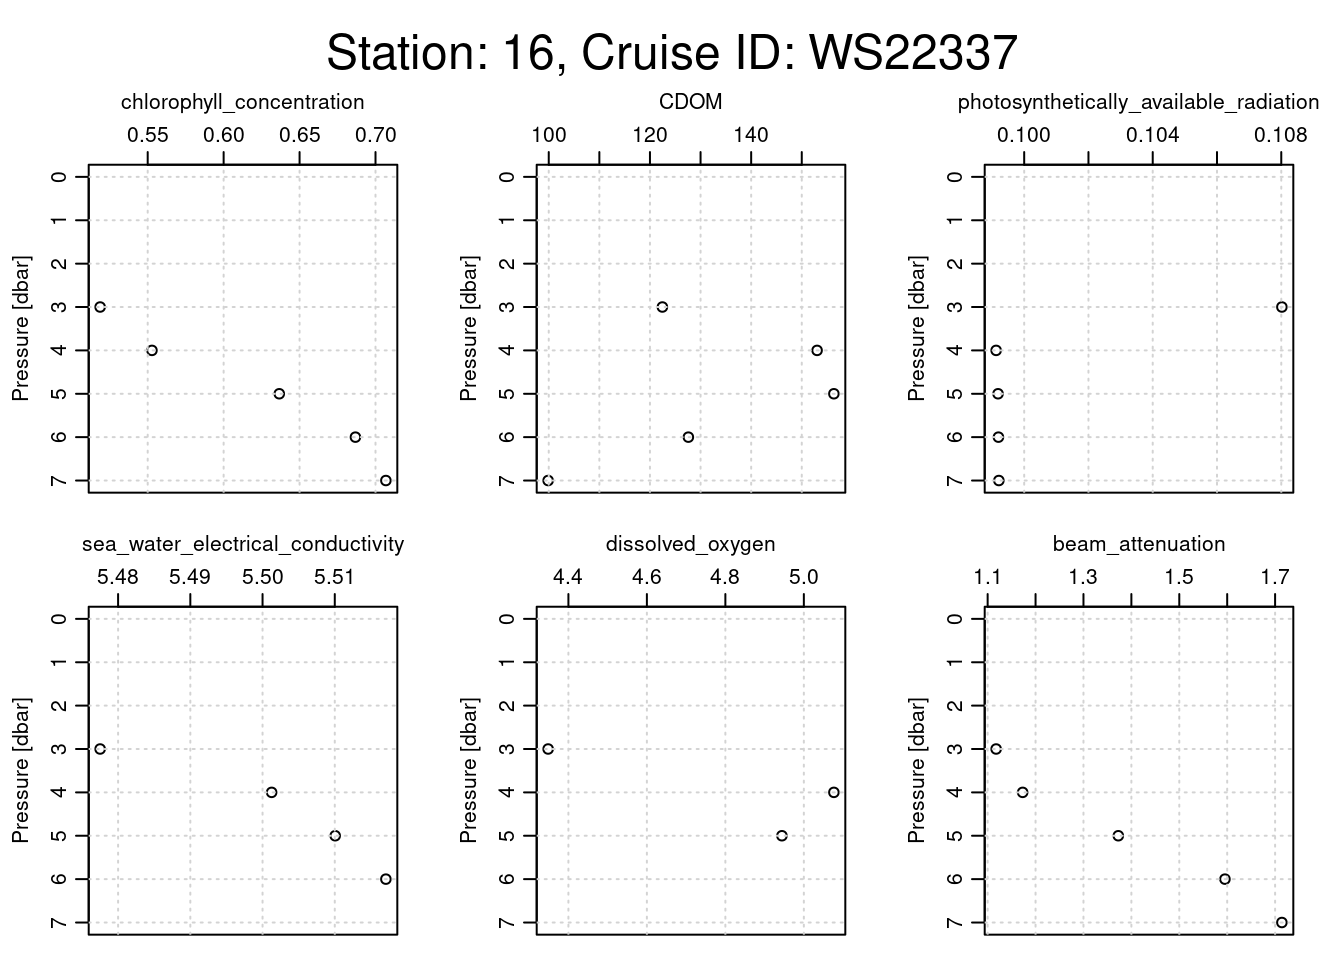 Station: 16, Cruise ID: WS22337
chlorophyll_concentration
0.55 0.60 0.65 0.70
Pressure [dbar]
0
1
2
3
4
5
6
7
CDOM
100 120 140
Pressure [dbar]
0
1
2
3
4
5
6
7
photosynthetically_available_radiation
0.100 0.104 0.108
Pressure [dbar]
0
1
2
3
4
5
6
7
sea_water_electrical_conductivity
5.48 5.49 5.50 5.51
Pressure [dbar]
0
1
2
3
4
5
6
7
dissolved_oxygen
4.4 4.6 4.8 5.0
Pressure [dbar]
0
1
2
3
4
5
6
7
beam_attenuation
1.1 1.3 1.5 1.7
Pressure [dbar]
0
1
2
3
4
5
6
7